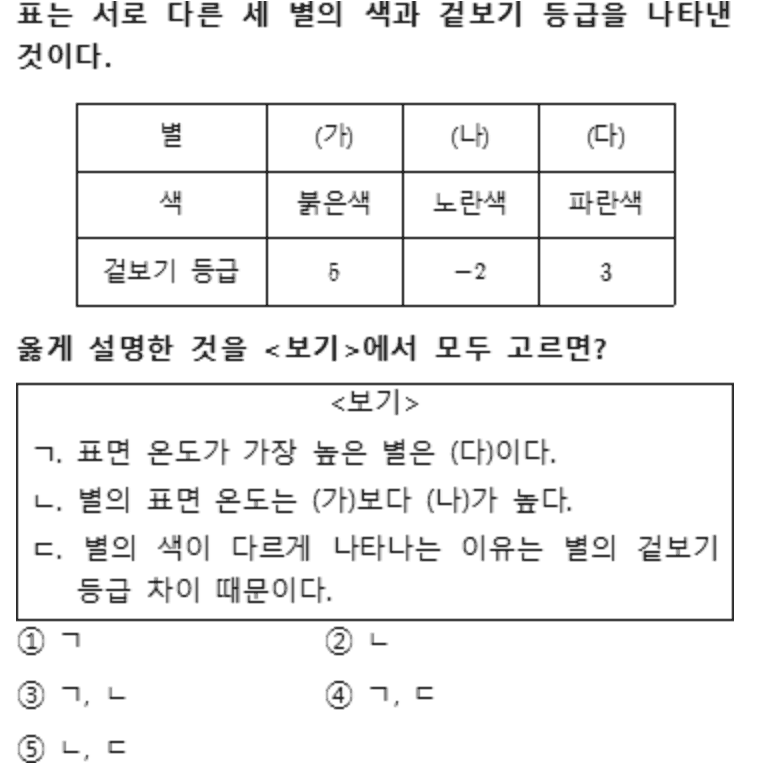 표는 서로 다른 세 별의 색과 겉보기 등급을 나타낸
것이다.
별 (가) (나) (다)
색 붉은색 노란색 파란색
겉보기 등급 5 −2 3
옳게 설명한 것을 <보기>에서 모두 고르면?
<보기>
ㄱ. 표면 온도가 가장 높은 별은 (다)이다.
ㄴ. 별의 표면 온도는 (가)보다 (나)가 높다.
ㄷ. 별의 색이 다르게 나타나는 이유는 별의 겉보기
등급 차이 때문이다.
① ㄱ ② ㄴ
③ ㄱ, ㄴ ④ ㄱ, ㄷ
⑤ ㄴ, ㄷ